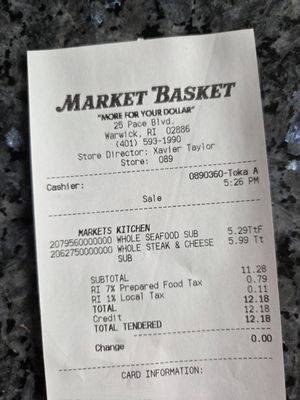 MARKET BASKET
"MORE FOR YOUR DOLLAR"
25 Pace Blvd.
Warwick, RI 02886
(401) 593-1990
Store Director: Xavier Taylor
Store: 089
Cashier: 0890360-Toka A
5:26 PM
Sale
MARKETS KITCHEN
2079560000000 WHOLE SEAFOOD SUB 5.29TtF
2062750000000 WHOLE STEAK & CHEESE 5.99 Tt
SUB
SUBTOTAL 11.28
RI 7% Prepared Food Tax 0.79
RI 1% Local Tax 0.11
TOTAL 12.18
Credit 12.18
TOTAL TENDERED 12.18
Change 0.00
CARD INFORMATION: